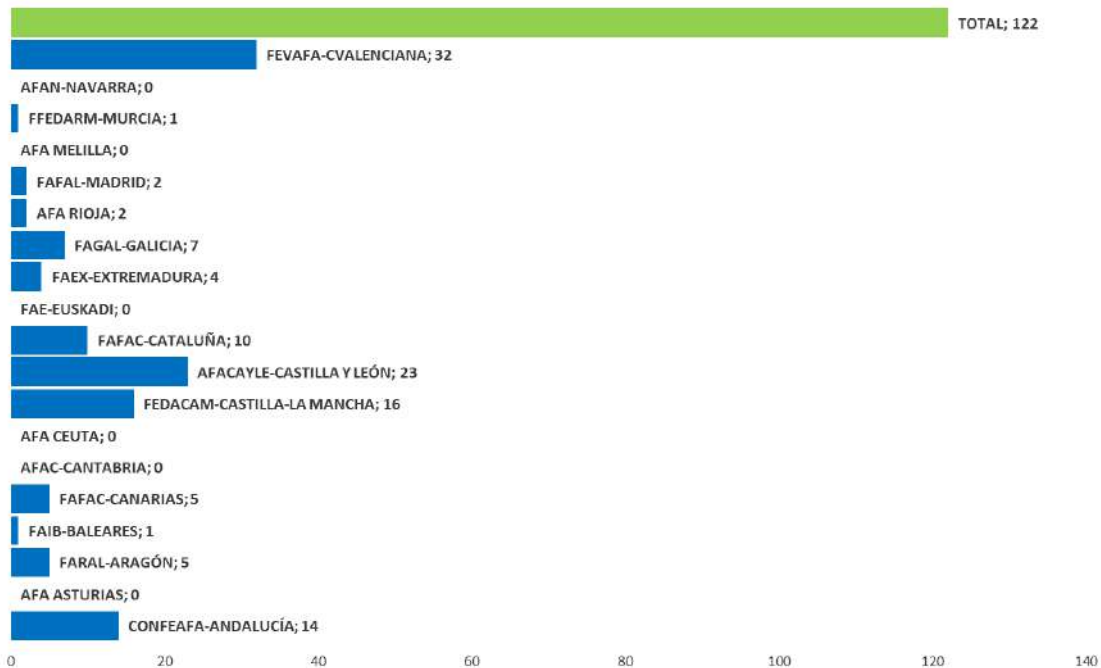 TOTAL; 122
FEVAFA-CVALENCIANA; 32
AFAN-NAVARRA; 0
FFEDARM-MURCIA; 1
AFA MELILLA; 0
FAFAL-MADRID; 2
AFA RIOJA; 2
FAGAL-GALICIA; 7
FAEX-EXTREMADURA; 4
FAE-EUSKADI; 0
FAFAC-CATALUÑA; 10
AFACAYLE-CASTILLA Y LEÓN; 23
FEDACAM-CASTILLA-LA MANCHA; 16
AFA CEUTA; 0
AFAC-CANTABRIA; 0
FAFAC-CANARIAS; 5
FAIB-BALEARES; 1
FARAL-ARAGÓN; 5
AFA ASTURIAS; 0
CONFEAFA-ANDALUCÍA; 14
0 20 40 60 80 100 120 140